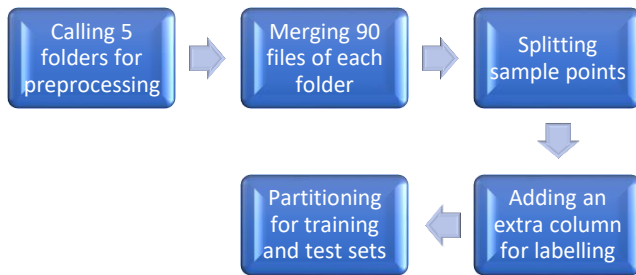 Calling 5
folders for
preprocessing
Merging 90
files of each
folder
Splitting
sample points
Adding an
extra column
for labelling
Partitioning
for training
and test sets